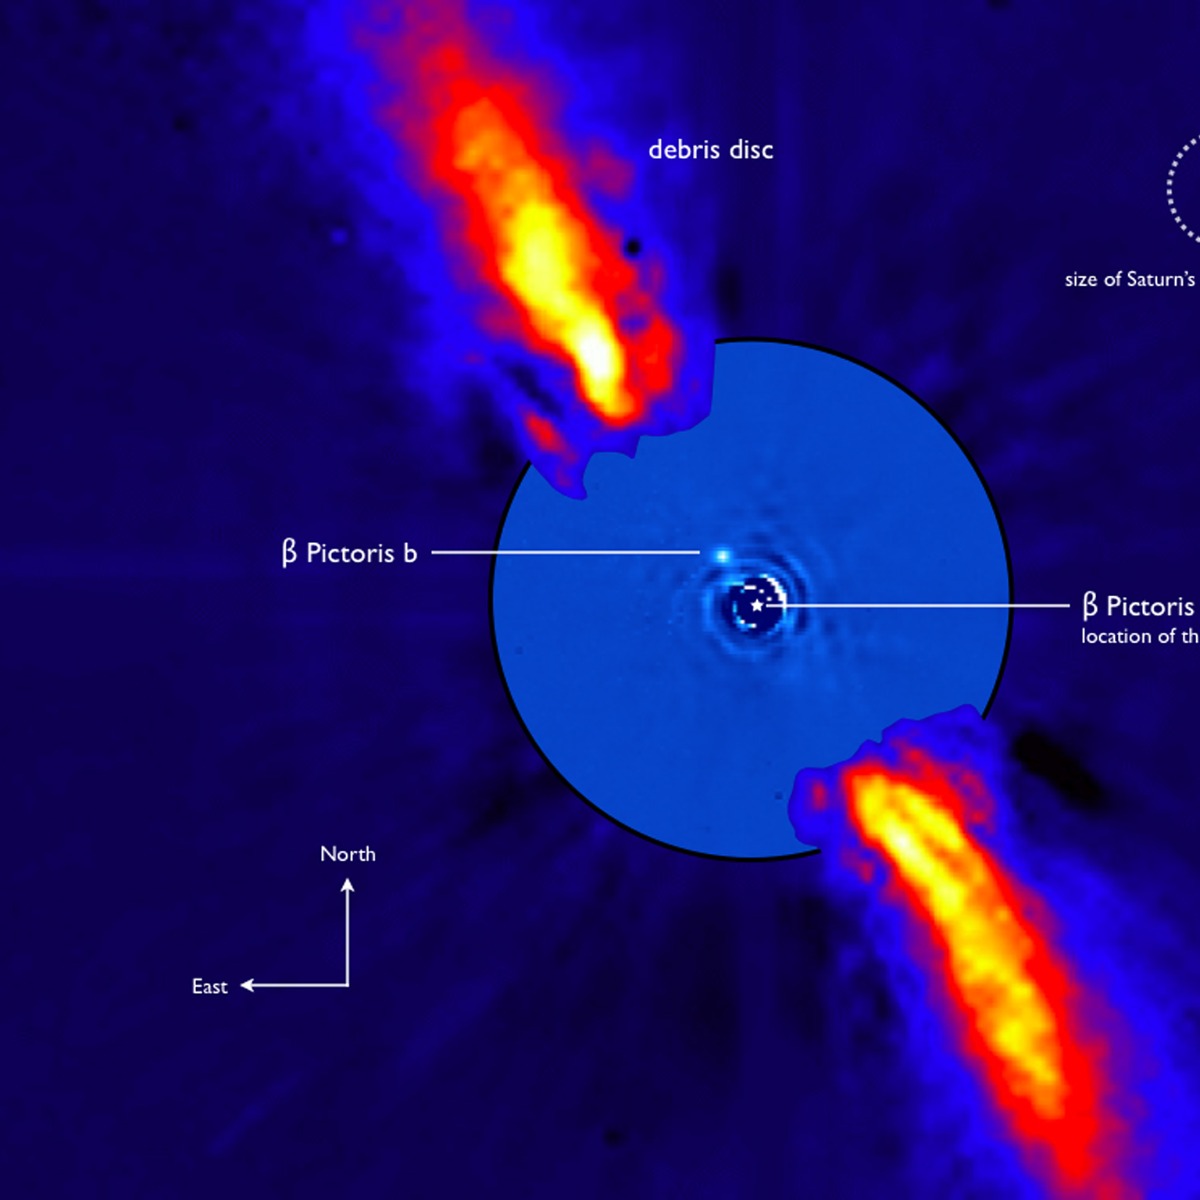 debris disc
size of Saturn's
β Pictoris b
β Pictoris
location of th
North
East